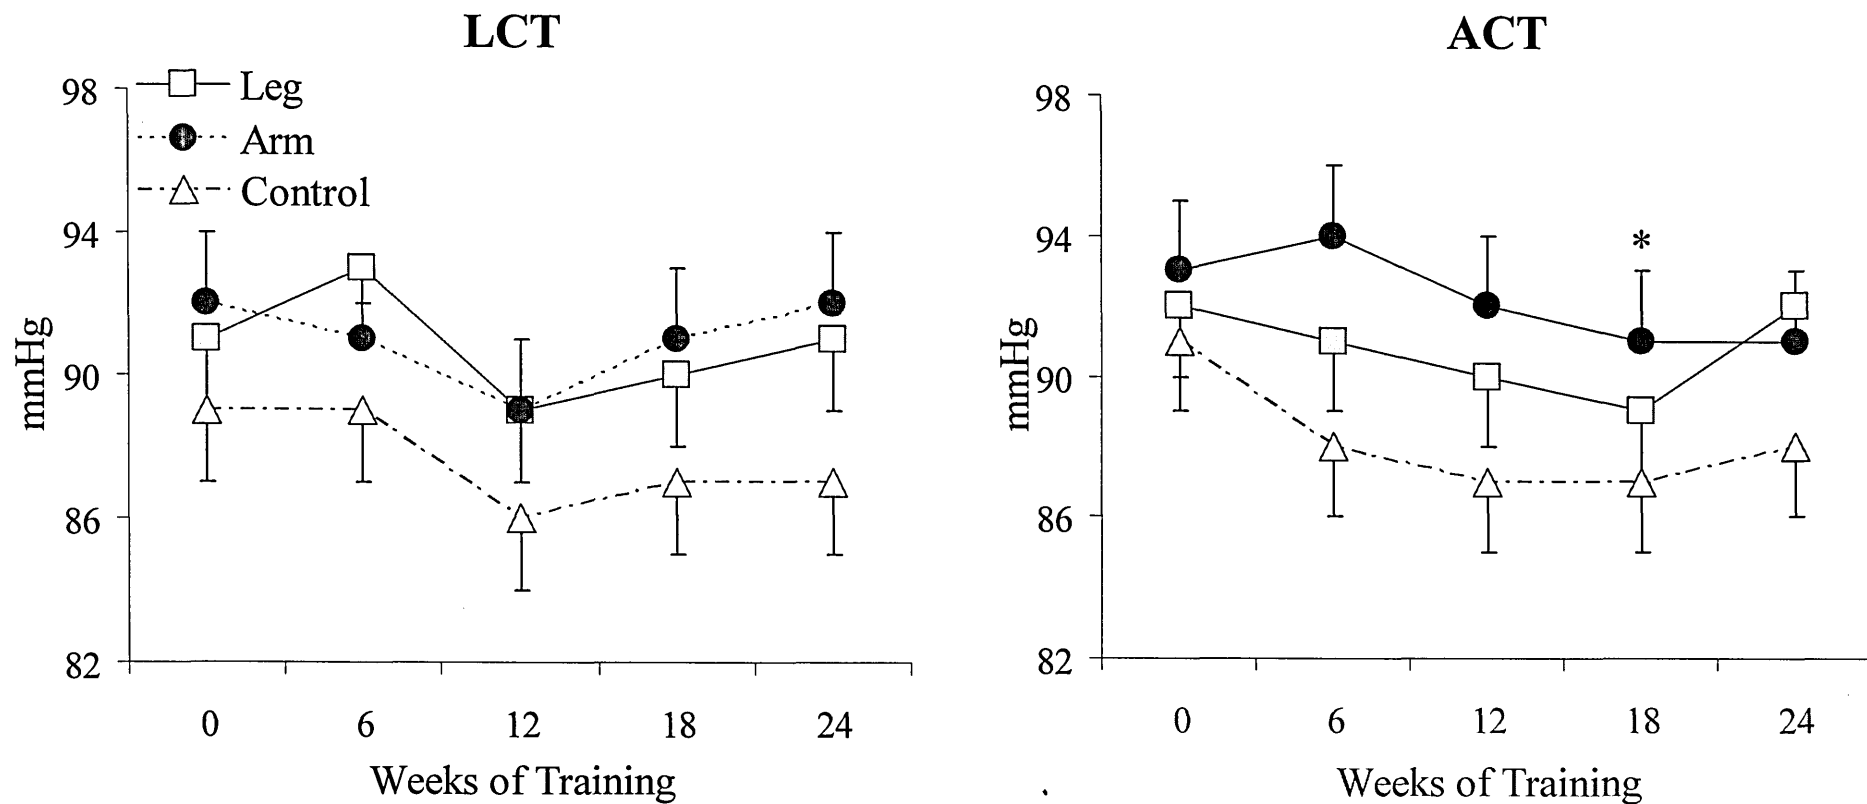 LCT
Leg
Arm
Control
98
94
90
86
82
mmHg
0 6 12 18 24
Weeks of Training
ACT
98
94
90
86
82
mmHg
*
0 6 12 18 24
Weeks of Training